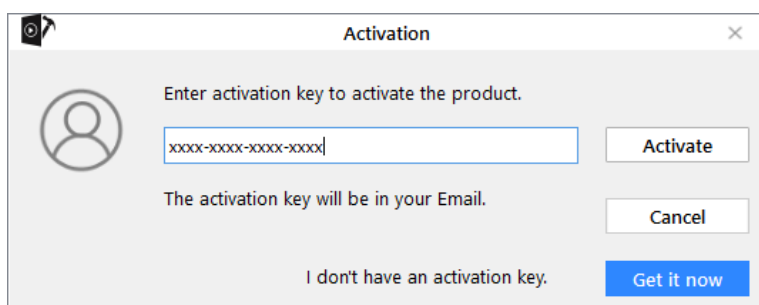 Activation
Enter activation key to activate the product.
xxxx-xxxx-xxxx-xxxx
Activate
The activation key will be in your Email.
Cancel
I don't have an activation key.
Get it now